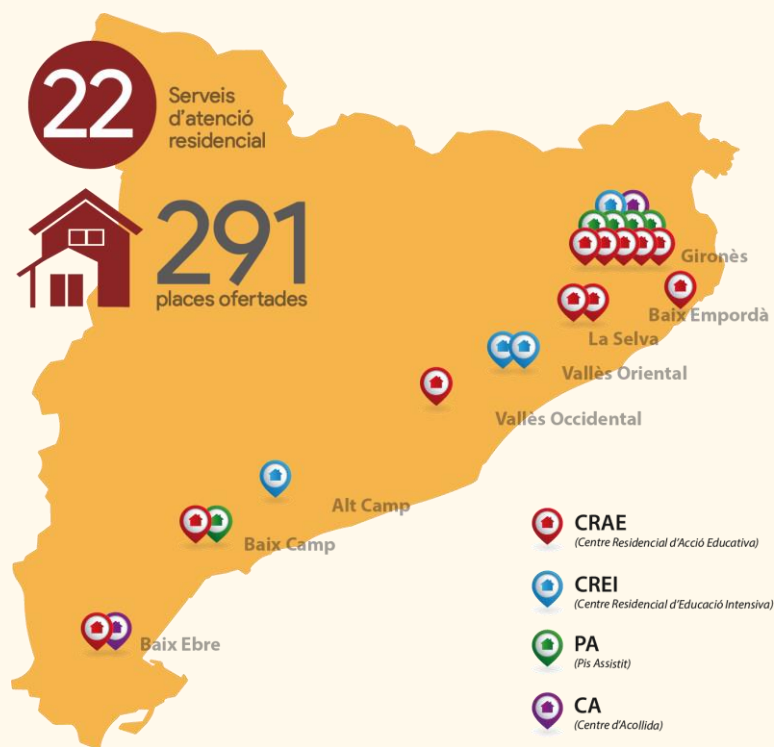 22
Serveis
d'atenció
residencial
291
places ofertades
Gironès
Baix Empordà
La Selva
Vallès Oriental
Vallès Occidental
Alt Camp
Baix Camp
Baix Ebre
CRAE
(Centre Residencial d'Acció Educativa)
CREI
(Centre Residencial d'Educació Intensiva)
PA
(Pis Assistit)
CA
(Centre d'Acollida)